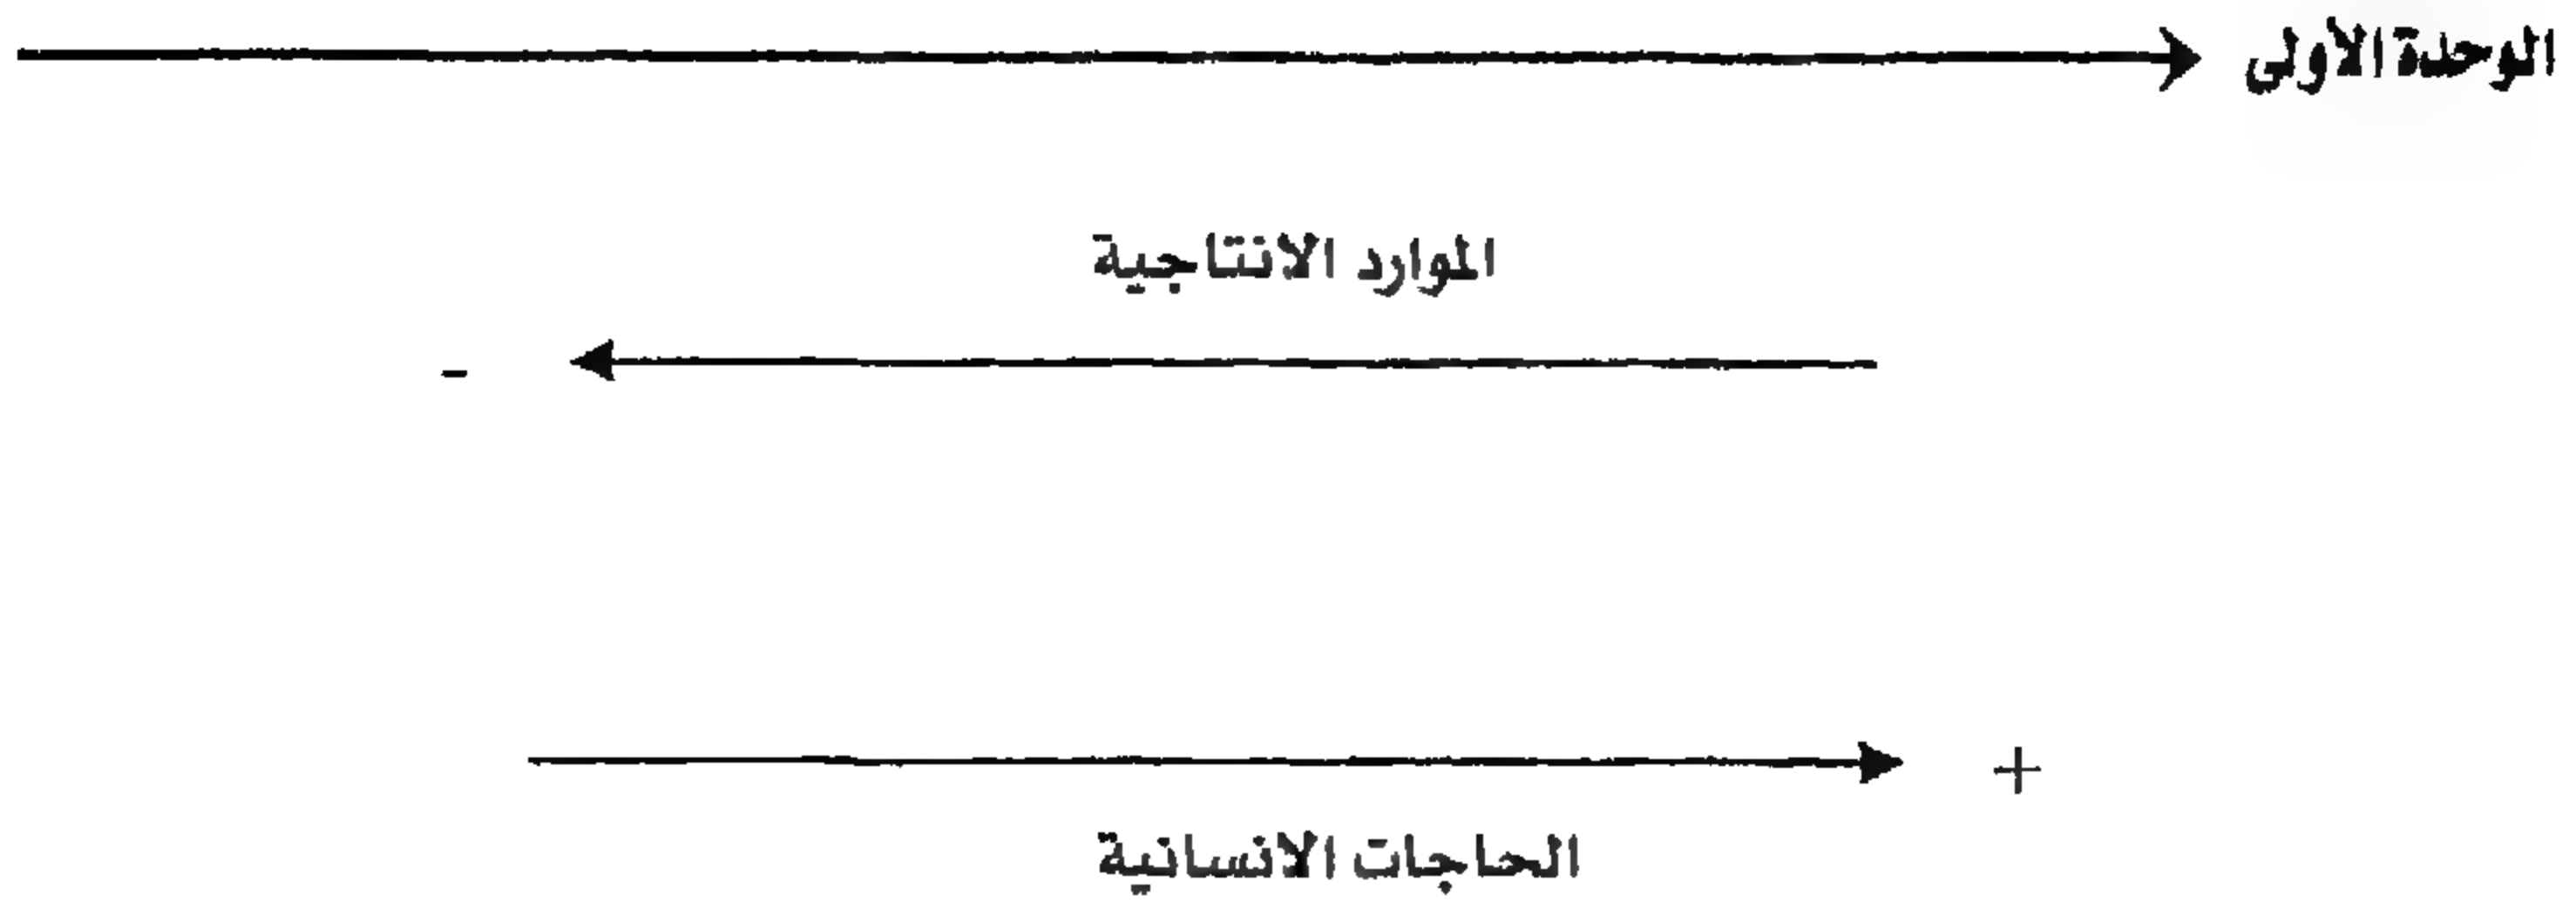 الوحدة الأولى
الموارد الانتاجية
-
+
الحاجات الانسانية